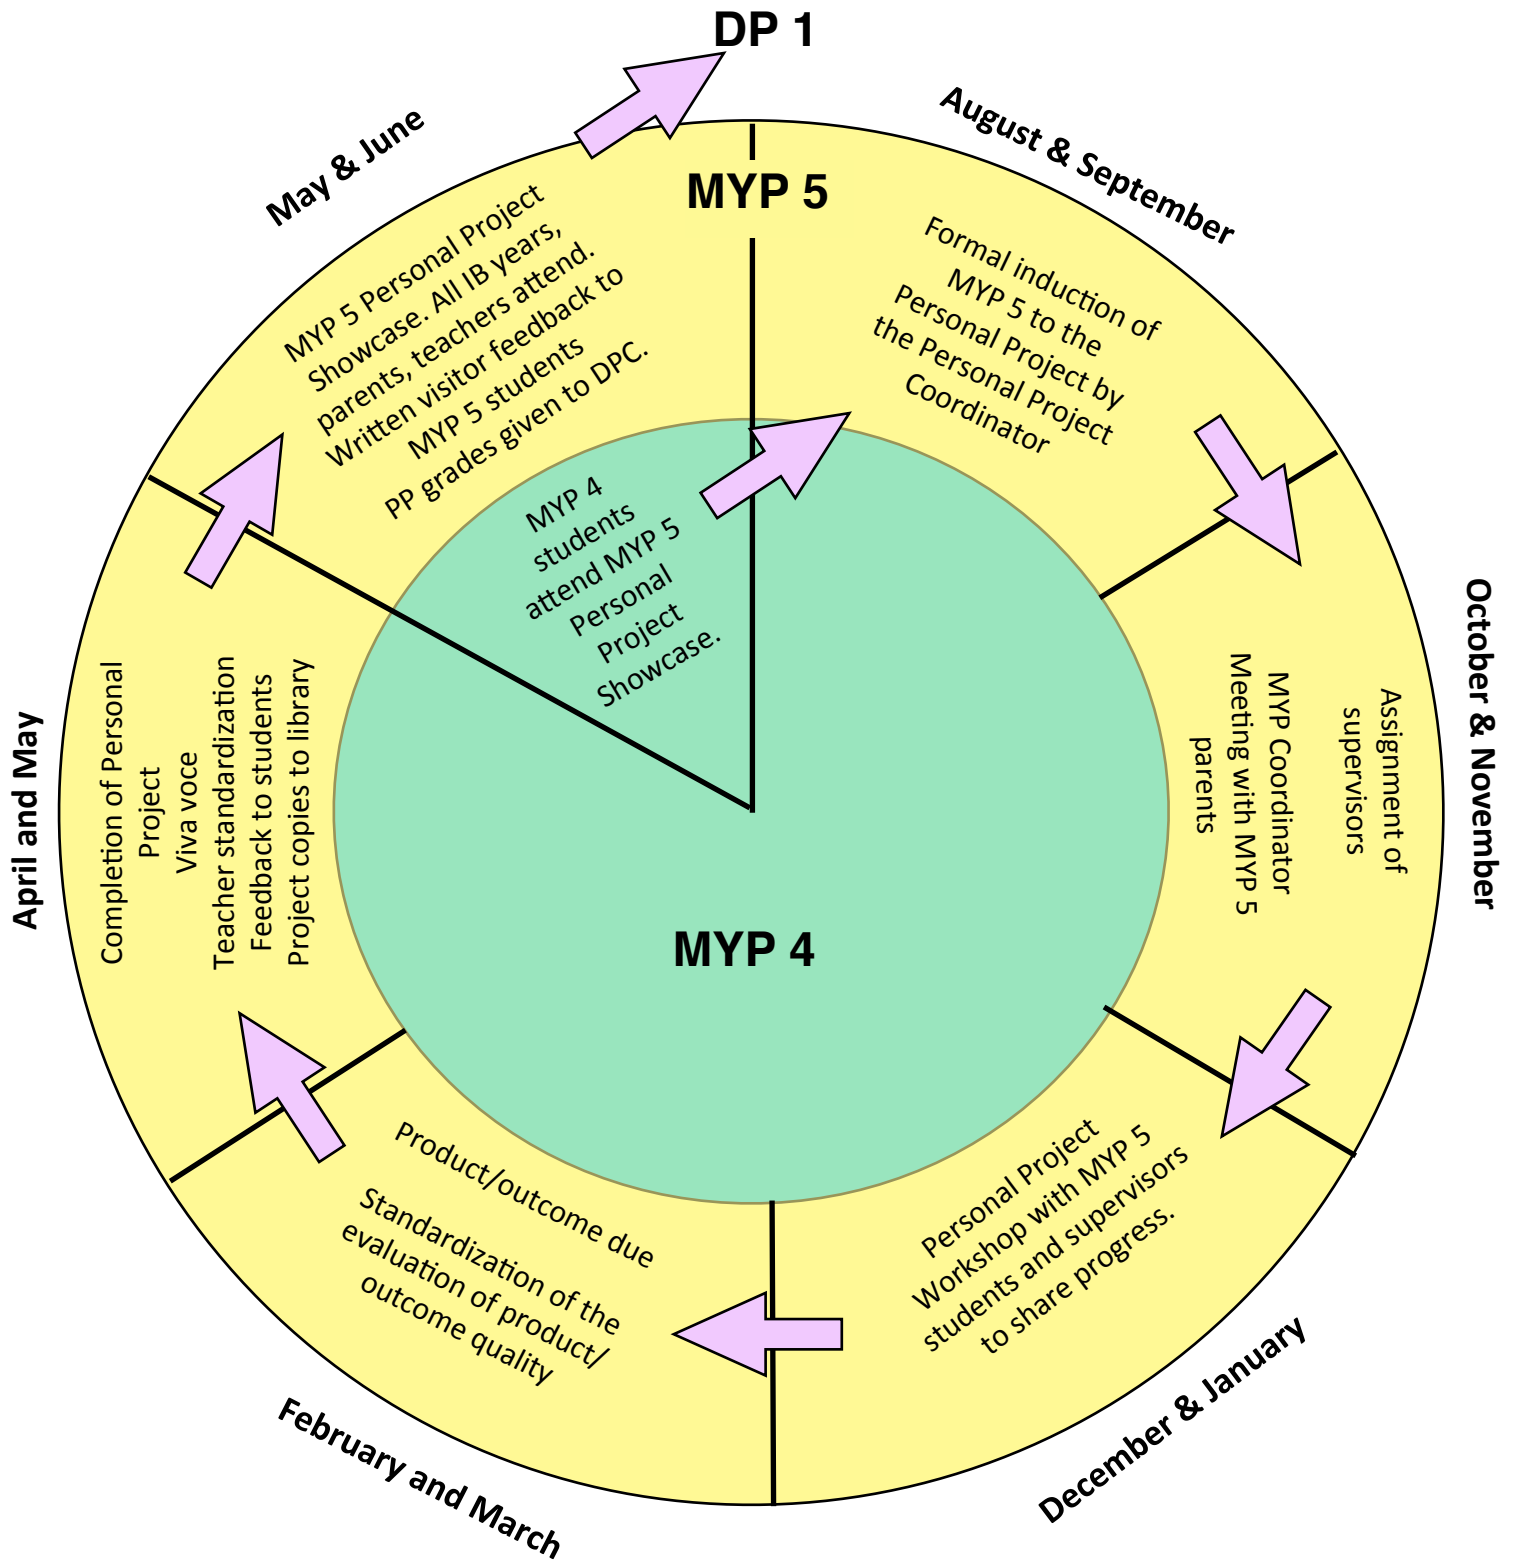 DP 1
MYP 5
August & September
Formal induction of
MYP 5 to the
Personal Project by
the Personal Project
Coordinator
October & November
Assignment of
supervisors
MYP Coordinator
Meeting with MYP 5
parents
December & January
Personal Project
Workshop with MYP 5
students and supervisors
to share progress.
February and March
Product/outcome due
Standardization of the
evaluation of product/
outcome quality
April and May
Completion of Personal
Project
Viva voce
Teacher standardization
Feedback to students
Project copies to library
May & June
MYP 5 Personal Project
Showcase. All IB years,
parents, teachers attend.
Written visitor feedback to
MYP 5 students
PP grades given to DPC.
MYP 4
students
attend MYP 5
Personal
Project
Showcase.
MYP 4